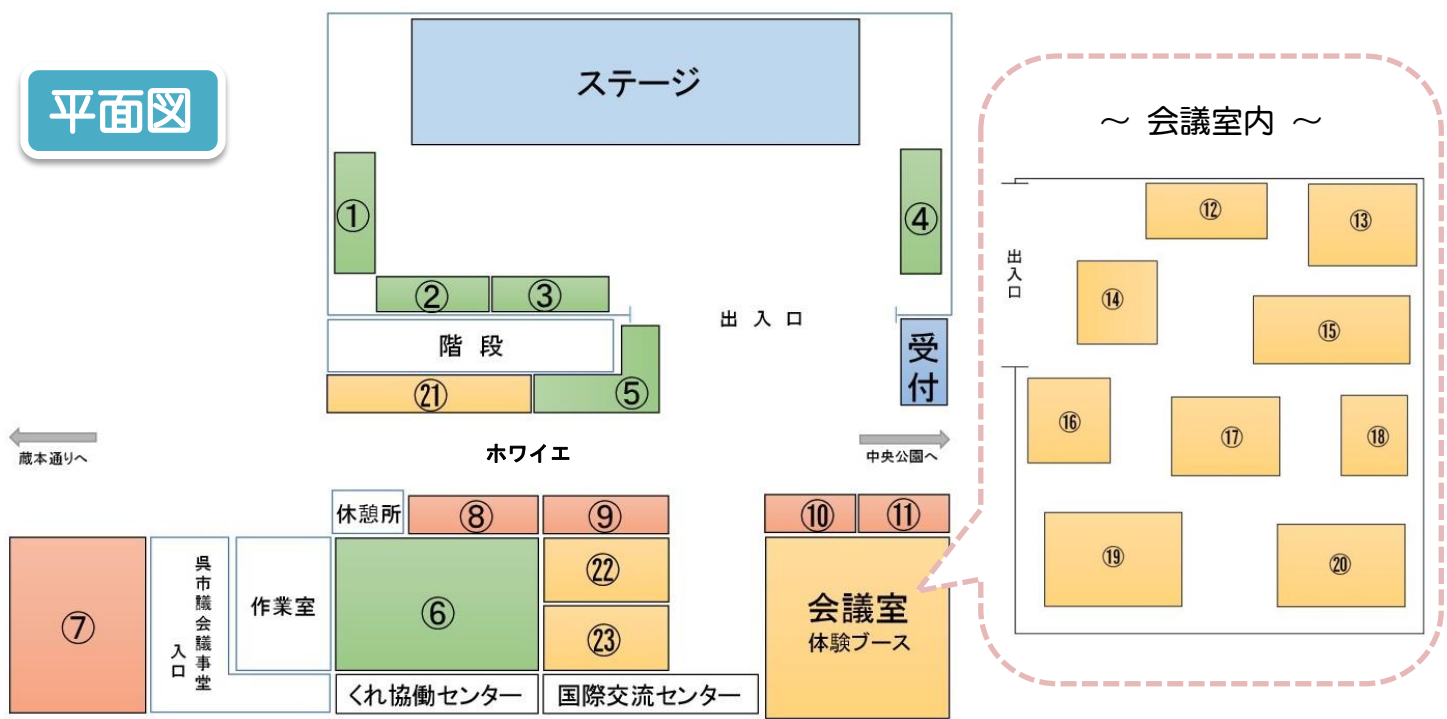 平面図
ステージ
①
④
②
③
出入口
階段
受付
㉑
⑤
ホワイエ
蔵本通りへ
中央公園へ
休憩所
⑧
⑨
⑩
⑪
⑦
呉市議会議事堂
入口
作業室
⑥
㉒
㉓
会議室
体験ブース
くれ協働センター
国際交流センター
～ 会議室内 ～
出入口
⑫
⑬
⑭
⑮
⑯
⑰
⑱
⑲
⑳